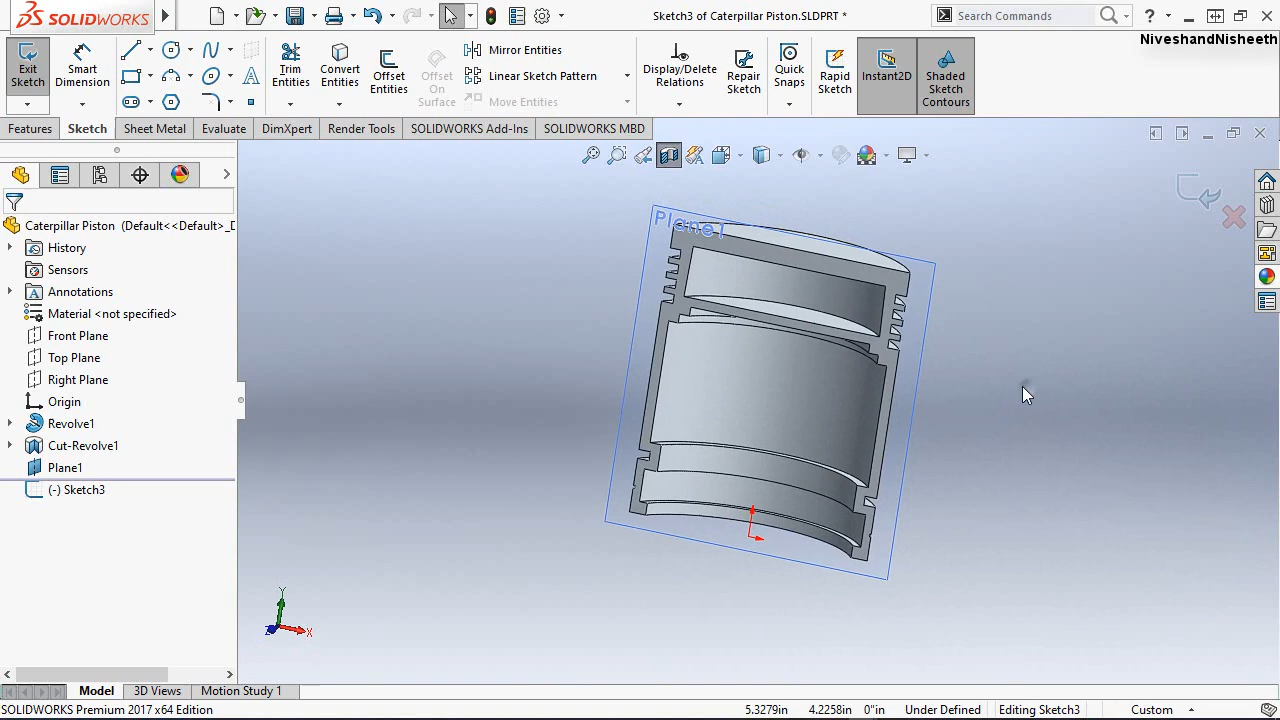 SOLIDWORKS
Sketch3 of Caterpillar Piston.SLDPRT *
Search Commands
?
NiveshandNisheeth
Exit Sketch
Smart Dimension
Trim Entities
Convert Entities
Offset Entities
Offset On Surface
Mirror Entities
Linear Sketch Pattern
Move Entities
Display/Delete Relations
Repair Sketch
Quick Snaps
Rapid Sketch
Instant2D
Shaded Sketch Contours
Features
Sketch
Sheet Metal
Evaluate
DimXpert
Render Tools
SOLIDWORKS Add-Ins
SOLIDWORKS MBD
Caterpillar Piston (Default<<Default>_D
History
Sensors
Annotations
Material <not specified>
Front Plane
Top Plane
Right Plane
Origin
Revolve1
Cut-Revolve1
Plane1
(-) Sketch3
Plane1
Y
X
Z
Model
3D Views
Motion Study 1
SOLIDWORKS Premium 2017 x64 Edition
5.3279in
4.2258in
0"in
Under Defined
Editing Sketch3
Custom